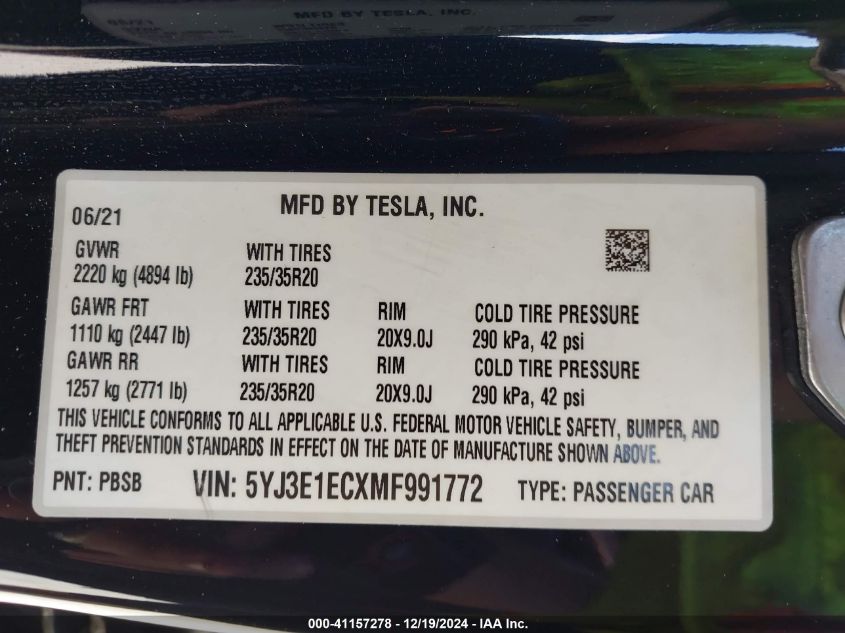 06/21
MFD BY TESLA, INC.
GVWR WITH TIRES
2220 kg (4894 lb) 235/35R20
GAWR FRT WITH TIRES RIM COLD TIRE PRESSURE
1110 kg (2447 lb) 235/35R20 20X9.0J 290 kPa, 42 psi
GAWR RR WITH TIRES RIM COLD TIRE PRESSURE
1257 kg (2771 lb) 235/35R20 20X9.0J 290 kPa, 42 psi
THIS VEHICLE CONFORMS TO ALL APPLICABLE U.S. FEDERAL MOTOR VEHICLE SAFETY, BUMPER, AND
THEFT PREVENTION STANDARDS IN EFFECT ON THE DATE OF MANUFACTURE SHOWN ABOVE.
PNT: PBSB VIN: 5YJ3E1ECXMF991772 TYPE: PASSENGER CAR
000-41157278 - 12/19/2024 - IAA Inc.